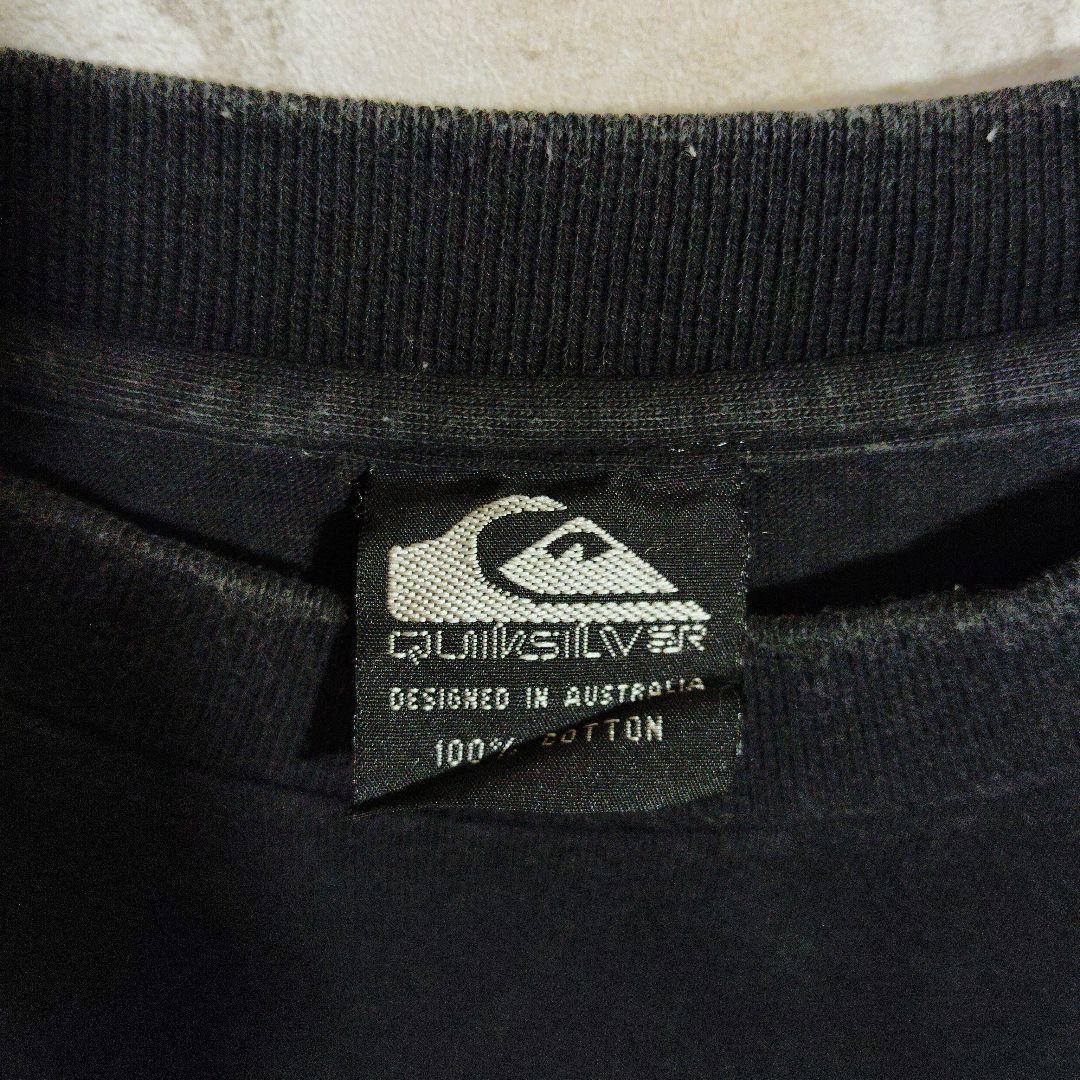 QUIKSILVER
DESIGNED IN AUSTRALIA
100% COTTON